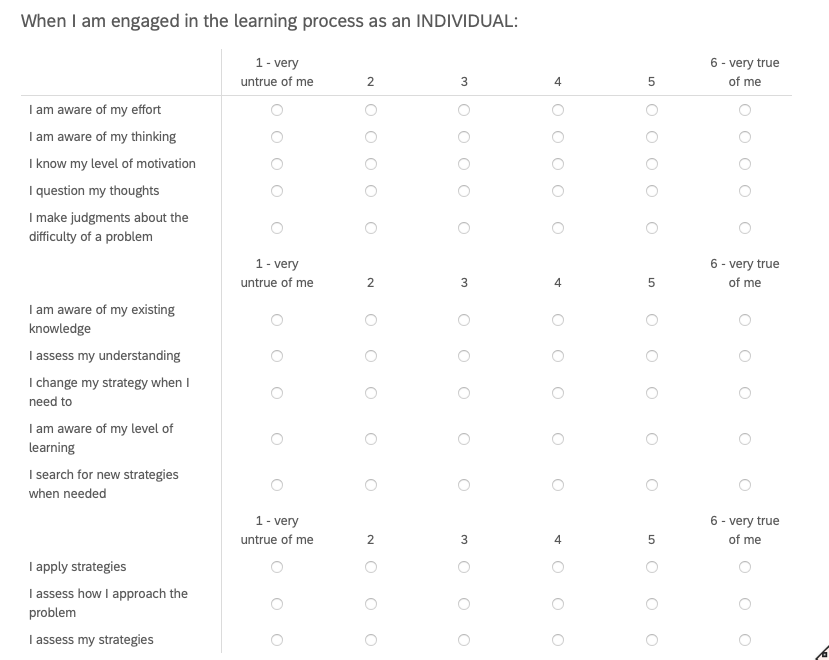 When I am engaged in the learning process as an INDIVIDUAL:
1 - very
untrue of me 2 3 4 5 6 - very true
of me
I am aware of my effort
I am aware of my thinking
I know my level of motivation
I question my thoughts
I make judgments about the
difficulty of a problem
1 - very
untrue of me 2 3 4 5 6 - very true
of me
I am aware of my existing
knowledge
I assess my understanding
I change my strategy when I
need to
I am aware of my level of
learning
I search for new strategies
when needed
1 - very
untrue of me 2 3 4 5 6 - very true
of me
I apply strategies
I assess how I approach the
problem
I assess my strategies